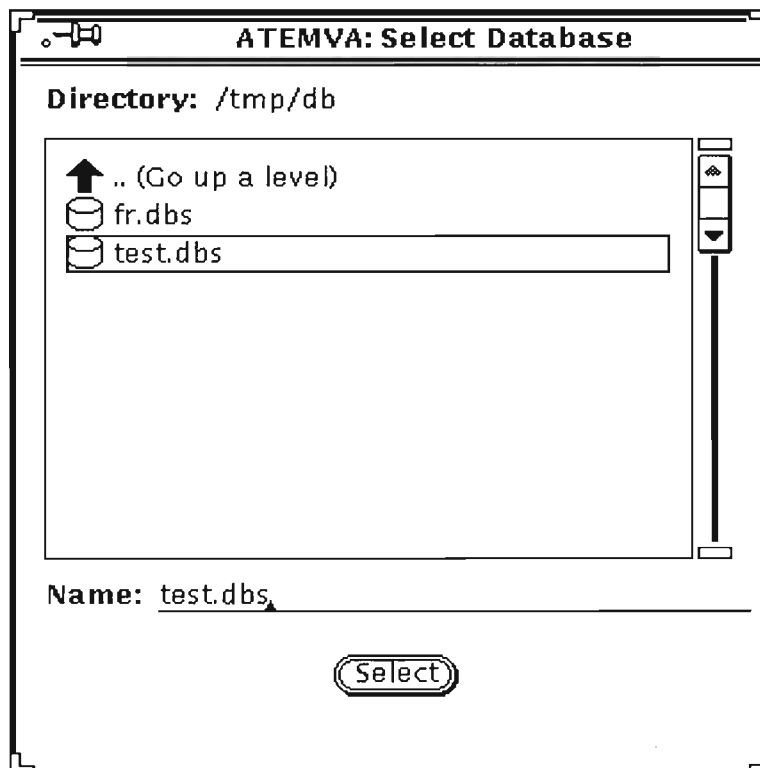 ATEMVA: Select Database
Directory: /tmp/db
.. (Go up a level)
fr.dbs
test.dbs
Name: test.dbs
Select